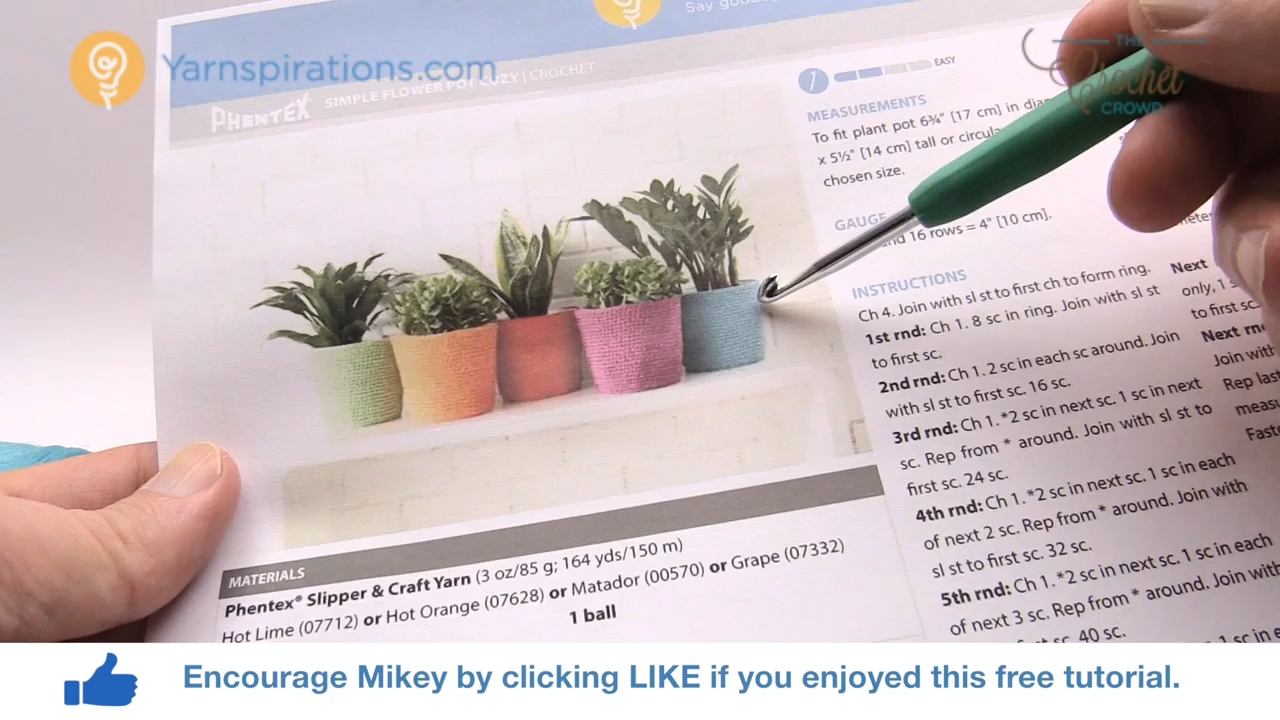 Say
Yarnspirations.com
THE
Crochet
CROWD
PHENTEX SIMPLE FLOWER POT COZY | CROCHET
1 EASY
MEASUREMENTS
To fit plant pot 6¾" [17 cm] in
x 5½" [14 cm] tall or
chosen size.
GAUGE
and 16 rows = 4" [10 cm].
INSTRUCTIONS
Ch 4. Join with sl st to first ch to form ring.
1st rnd: Ch 1. 8 sc in ring. Join with sl st
to first sc.
2nd rnd: Ch 1. 2 sc in each sc around. Join
with sl st to first sc. 16 sc.
3rd rnd: Ch 1. *2 sc in next sc. 1 sc in next
sc. Rep from * around. Join with sl st to
first sc. 24 sc.
4th rnd: Ch 1. *2 sc in next sc. 1 sc in each
of next 2 sc. Rep from * around. Join with
sl st to first sc. 32 sc.
5th rnd: Ch 1. *2 sc in next sc. 1 sc in each
of next 3 sc. Rep from * around. Join with
sc. 40 sc.
Next
only, 1 s
to first sc.
Next
Join with
Rep last
measu
Faste
MATERIALS
Phentex® Slipper & Craft Yarn (3 oz/85 g; 164 yds/150 m)
Hot Lime (07712) or Hot Orange (07628) or Matador (00570) or Grape (07332)
1 ball
Encourage Mikey by clicking LIKE if you enjoyed this free tutorial.